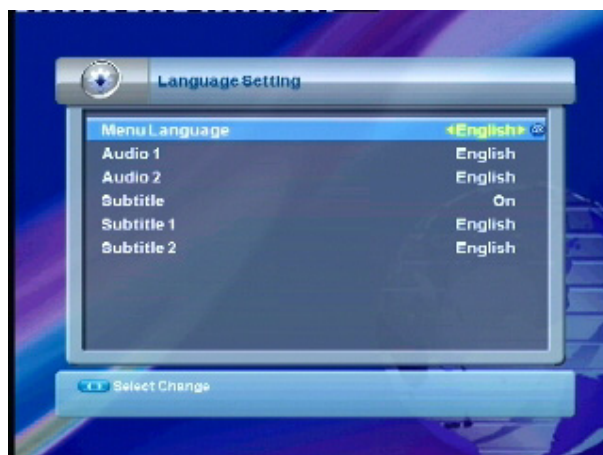 Language Setting
Menu Language English OK
Audio 1 English
Audio 2 English
Subtitle On
Subtitle 1 English
Subtitle 2 English
Select Change